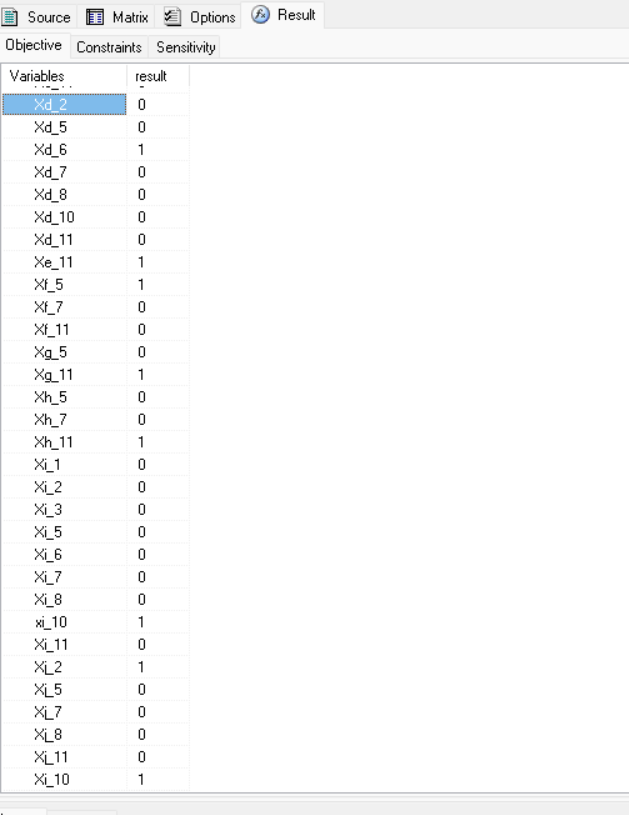 Source Matrix Options Result
Objective Constraints Sensitivity
Variables result
Xd_2 0
Xd_5 0
Xd_6 1
Xd_7 0
Xd_8 0
Xd_10 0
Xd_11 0
Xe_11 1
Xf_5 1
Xf_7 0
Xf_11 0
Xg_5 0
Xg_11 1
Xh_5 0
Xh_7 0
Xh_11 1
Xi_1 0
Xi_2 0
Xi_3 0
Xi_5 0
Xi_6 0
Xi_7 0
Xi_8 0
xi_10 1
Xi_11 0
Xj_2 1
Xj_5 0
Xj_7 0
Xj_8 0
Xj_11 0
Xi_10 1